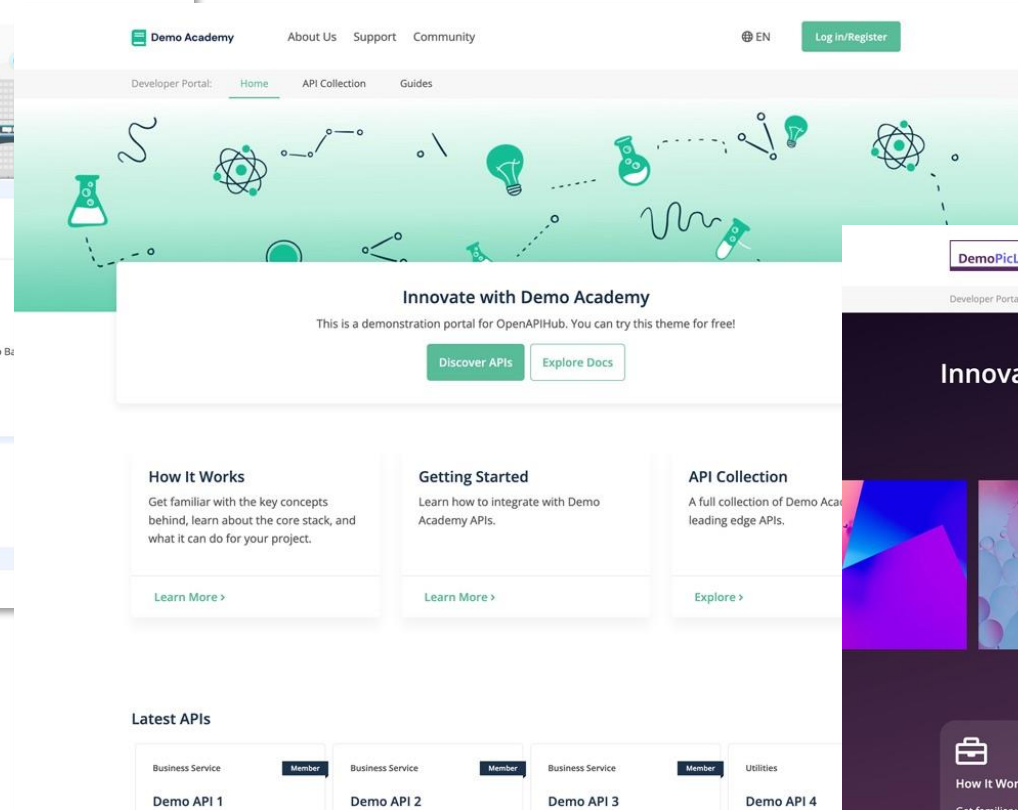 Demo Academy
About Us Support Community
EN
Log in/Register
Developer Portal: Home API Collection Guides
Innovate with Demo Academy
This is a demonstration portal for OpenAPIHub. You can try this theme for free!
Discover APIs Explore Docs
How It Works
Get familiar with the key concepts
behind, learn about the core stack, and
what it can do for your project.
Learn More >
Getting Started
Learn how to integrate with Demo
Academy APIs.
Learn More >
API Collection
A full collection of Demo
leading edge APIs.
Explore >
Latest APIs
Business Service Member
Demo API 1
Business Service Member
Demo API 2
Business Service Member
Demo API 3
Utilities
Demo API 4
Developer
How It